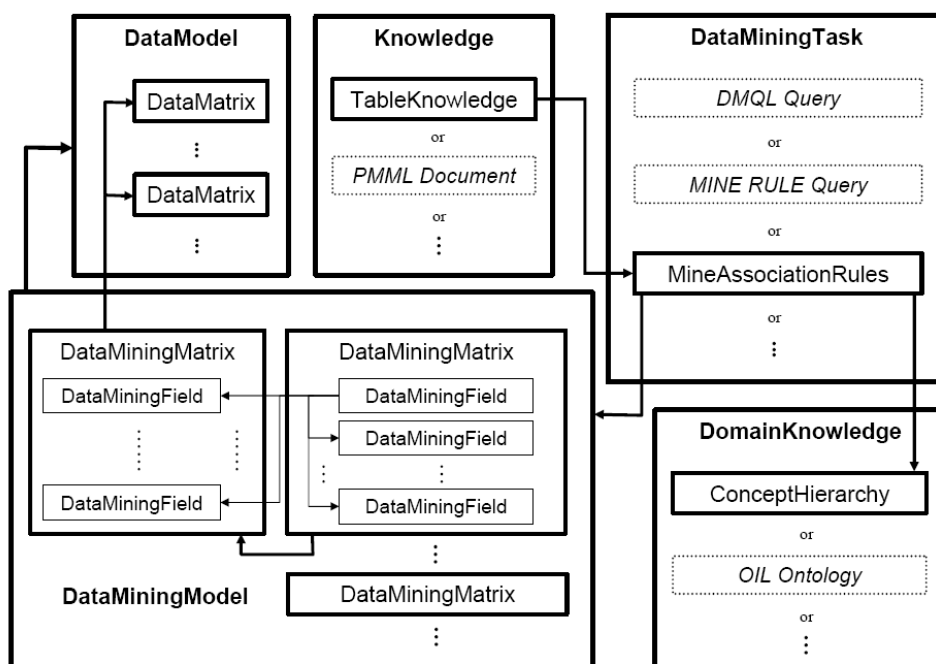 DataModel
DataMatrix
DataMatrix
Knowledge
TableKnowledge
or
PMML Document
or
DataMiningTask
DMQL Query
or
MINE RULE Query
or
MineAssociationRules
or
DataMiningMatrix
DataMiningField
DataMiningField
DataMiningMatrix
DataMiningField
DataMiningField
DataMiningField
DataMiningModel
DataMiningMatrix
DomainKnowledge
ConceptHierarchy
or
OIL Ontology
or